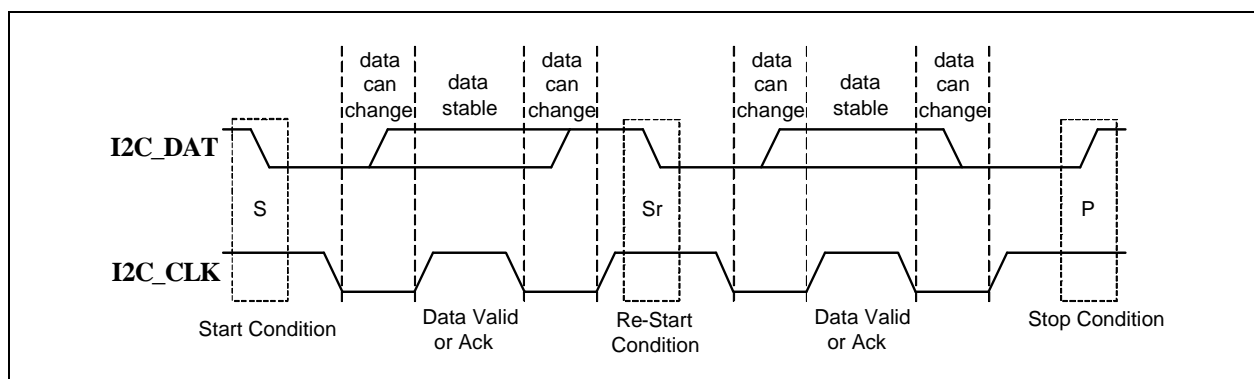 data
can
change
data
stable
data
can
change
data
can
change
data
stable
data
can
change
I2C_DAT
S
Sr
P
I2C_CLK
Start Condition
Data Valid
or Ack
Re-Start
Condition
Data Valid
or Ack
Stop Condition